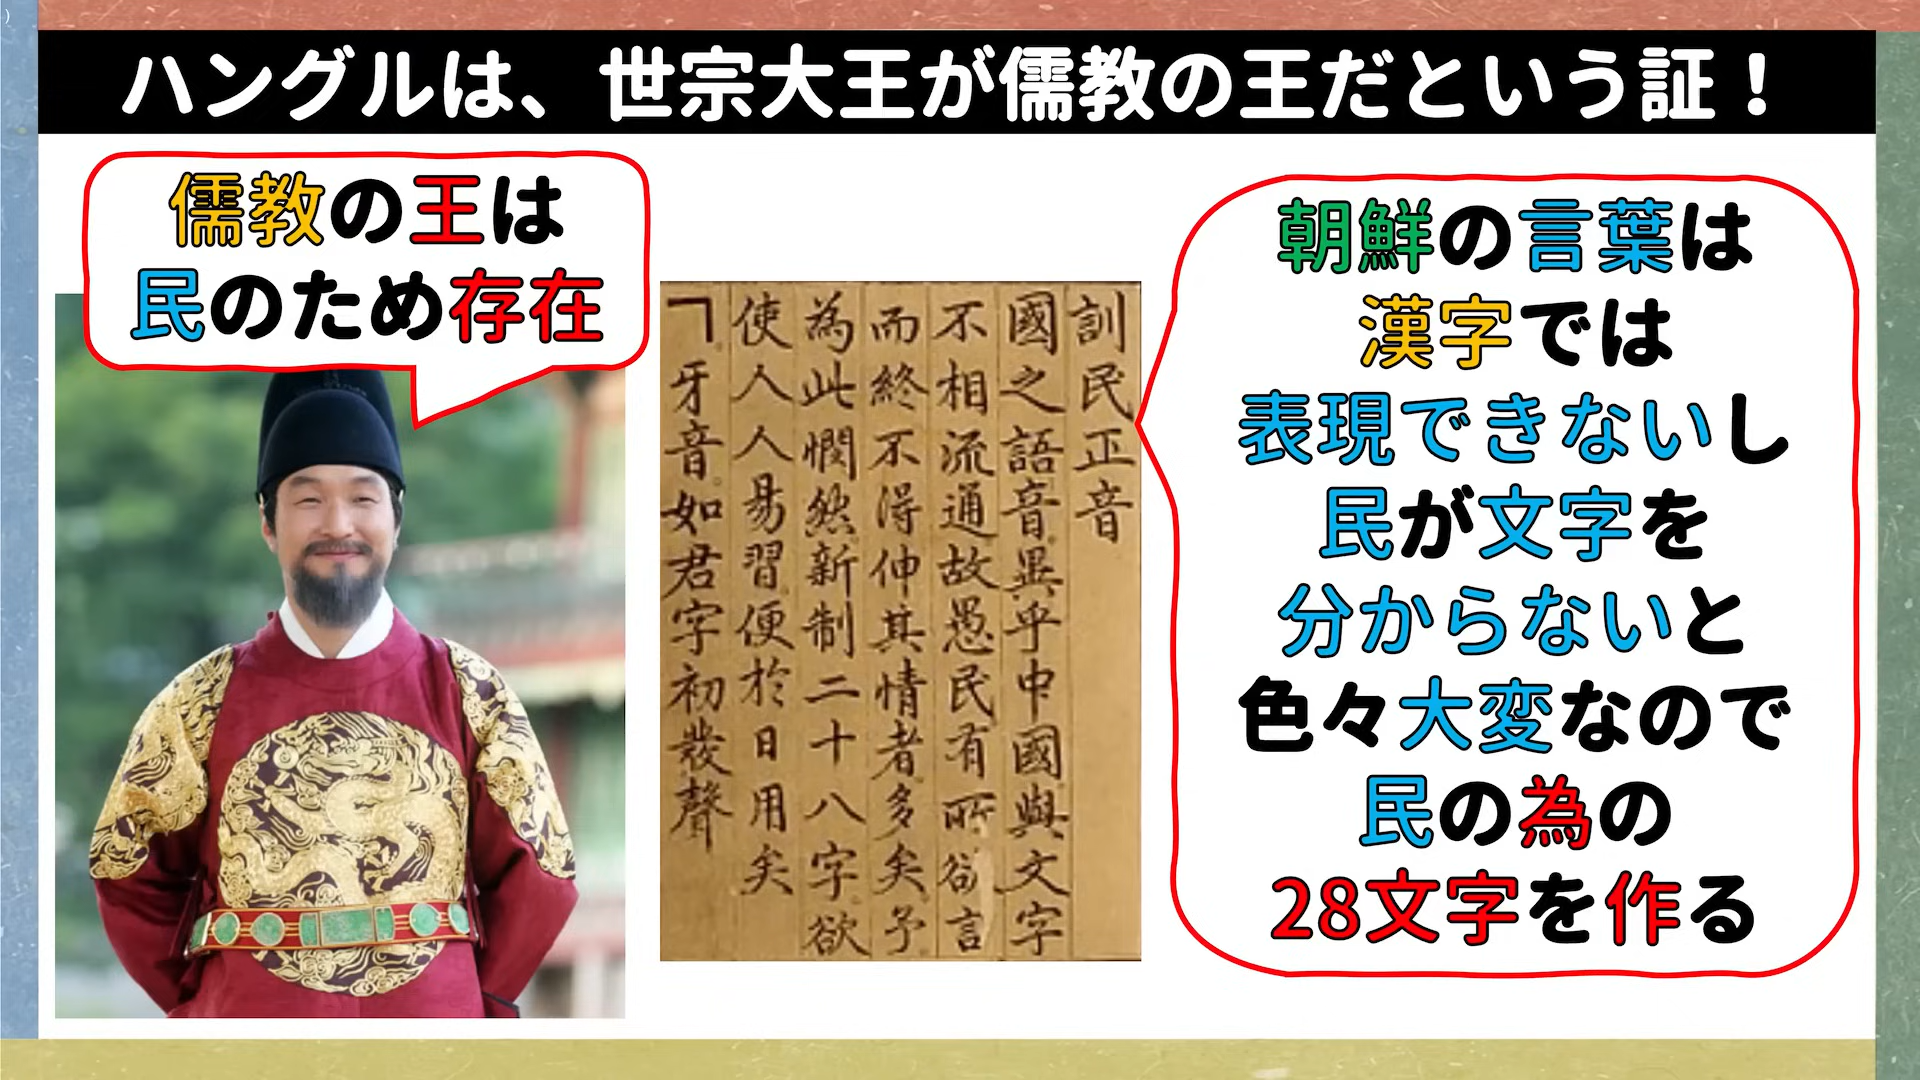 ハングルは、世宗大王が儒教の王だという証！
儒教の王は
民のため存在
訓民正音
國之語音異乎中國與文字
不相流通故愚民有所欲言
而終不得伸其情者多矣予
為此憫然新制二十八字欲
使人人易習便於日用矣
ㄱ牙音如君字初發聲
朝鮮の言葉は
漢字では
表現できないし
民が文字を
分からないと
色々大変なので
民の為の
28文字を作る